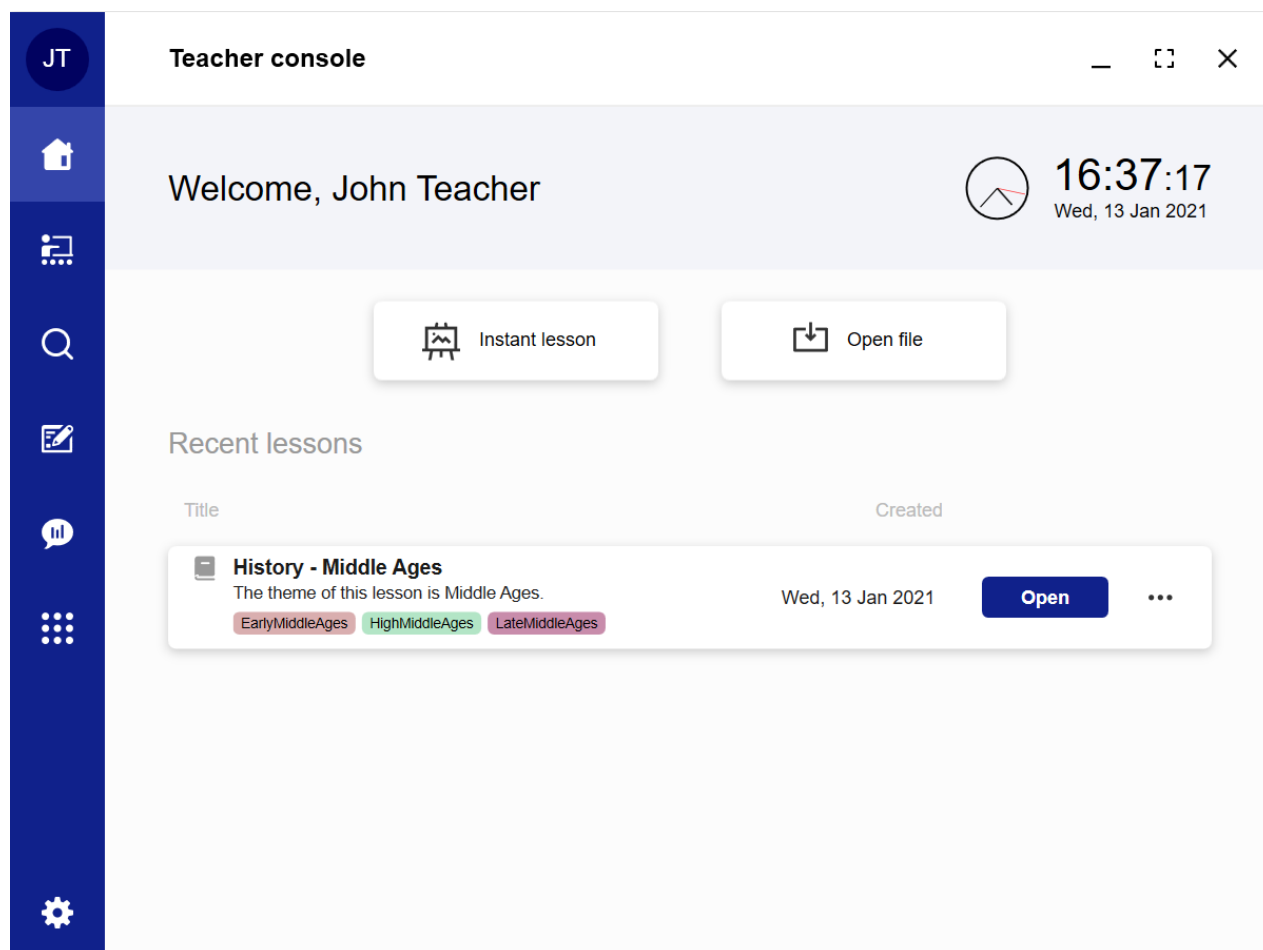 JT
Teacher console
Welcome, John Teacher
16:37:17
Wed, 13 Jan 2021
Instant lesson
Open file
Recent lessons
Title Created
History - Middle Ages
The theme of this lesson is Middle Ages.
EarlyMiddleAges HighMiddleAges LateMiddleAges
Wed, 13 Jan 2021
Open